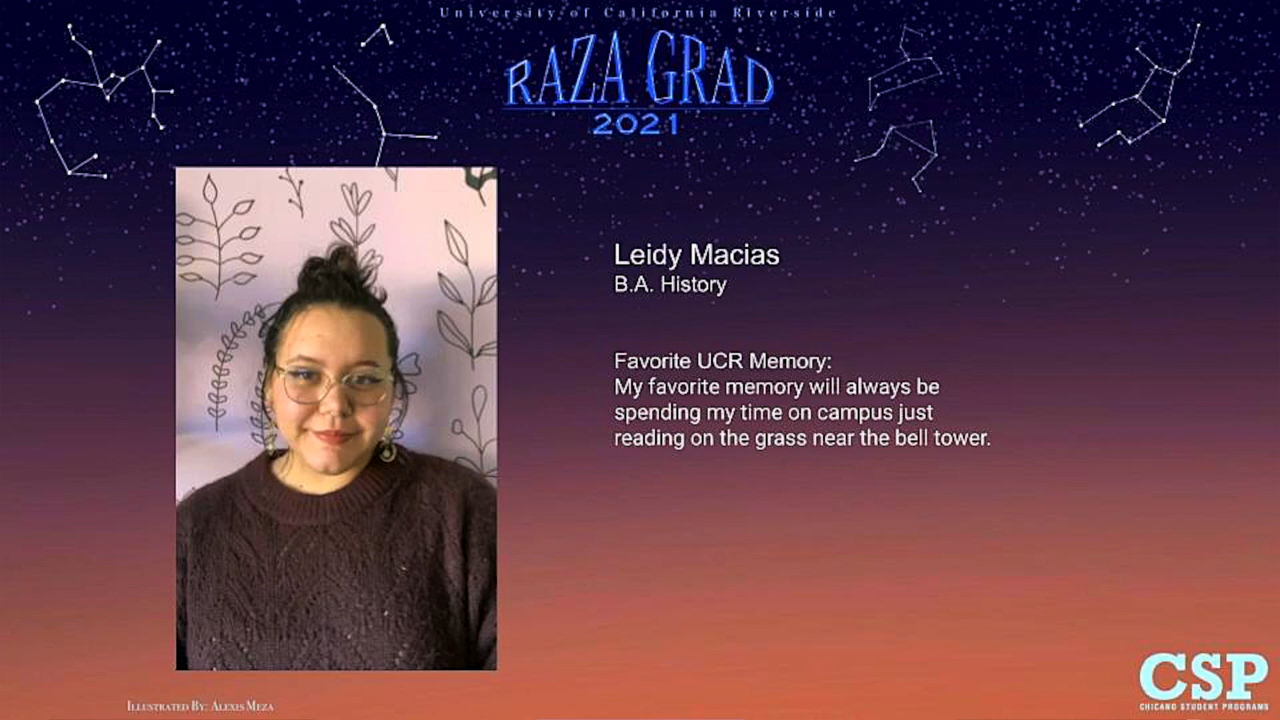 University of California Riverside
RAZA GRAD
2021
Leidy Macias
B.A. History
Favorite UCR Memory:
My favorite memory will always be
spending my time on campus just
reading on the grass near the bell tower.
Illustrated By: Alexis Meza
CSP
CHICANO STUDENT PROGRAMS